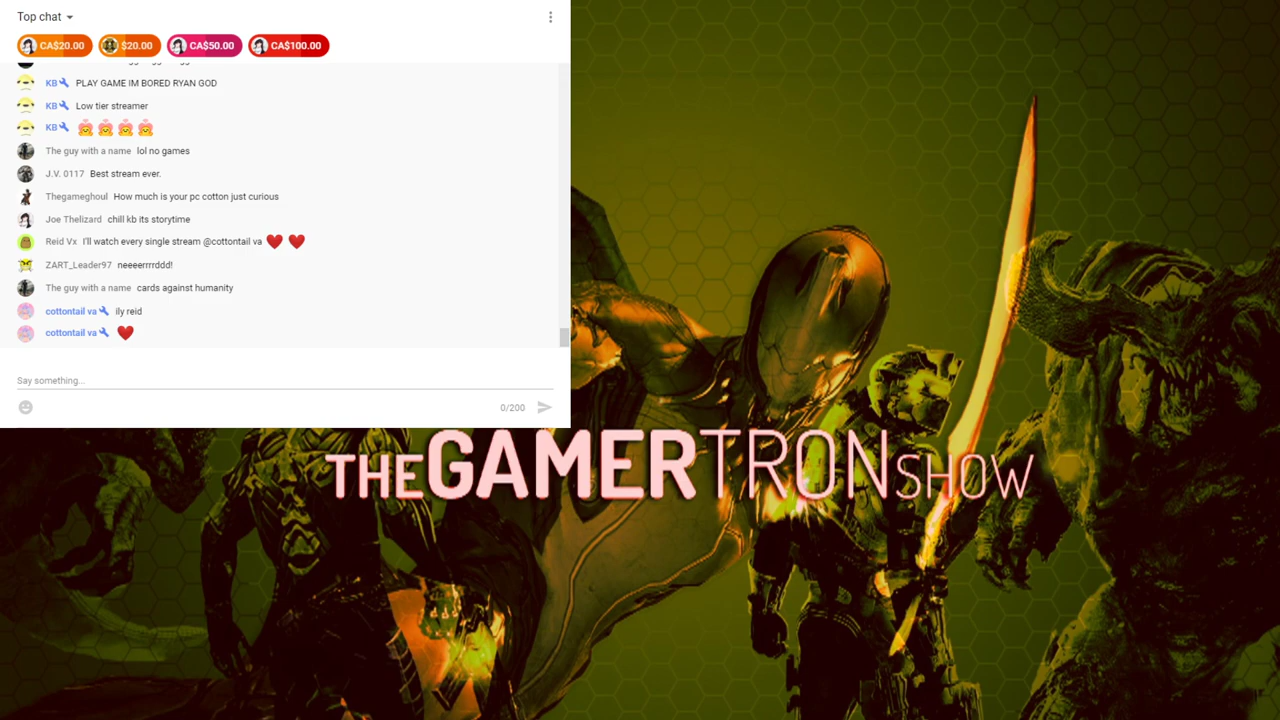 Top chat
CA$20.00 $20.00 CA$50.00 CA$100.00
KB PLAY GAME IM BORED RYAN GOD
KB Low tier streamer
KB
The guy with a name lol no games
J.V. 0117 Best stream ever.
Thegameghoul How much is your pc cotton just curious
Joe Thelizard chill kb its storytime
Reid Vx I'll watch every single stream @cottontail va
ZART_Leader97 neeeerrrrddd!
The guy with a name cards against humanity
cottontail va ily reid
cottontail va
Say something...
0/200
THEGAMERTRONSHOW